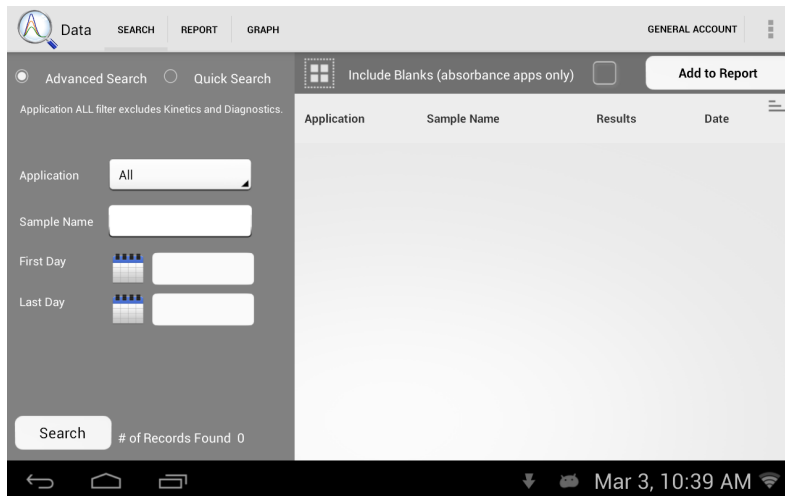 Data SEARCH REPORT GRAPH GENERAL ACCOUNT
Advanced Search Quick Search
Include Blanks (absorbance apps only) Add to Report
Application ALL filter excludes Kinetics and Diagnostics.
Application Sample Name Results Date
Application All
Sample Name
First Day
Last Day
Search # of Records Found 0
Mar 3, 10:39 AM